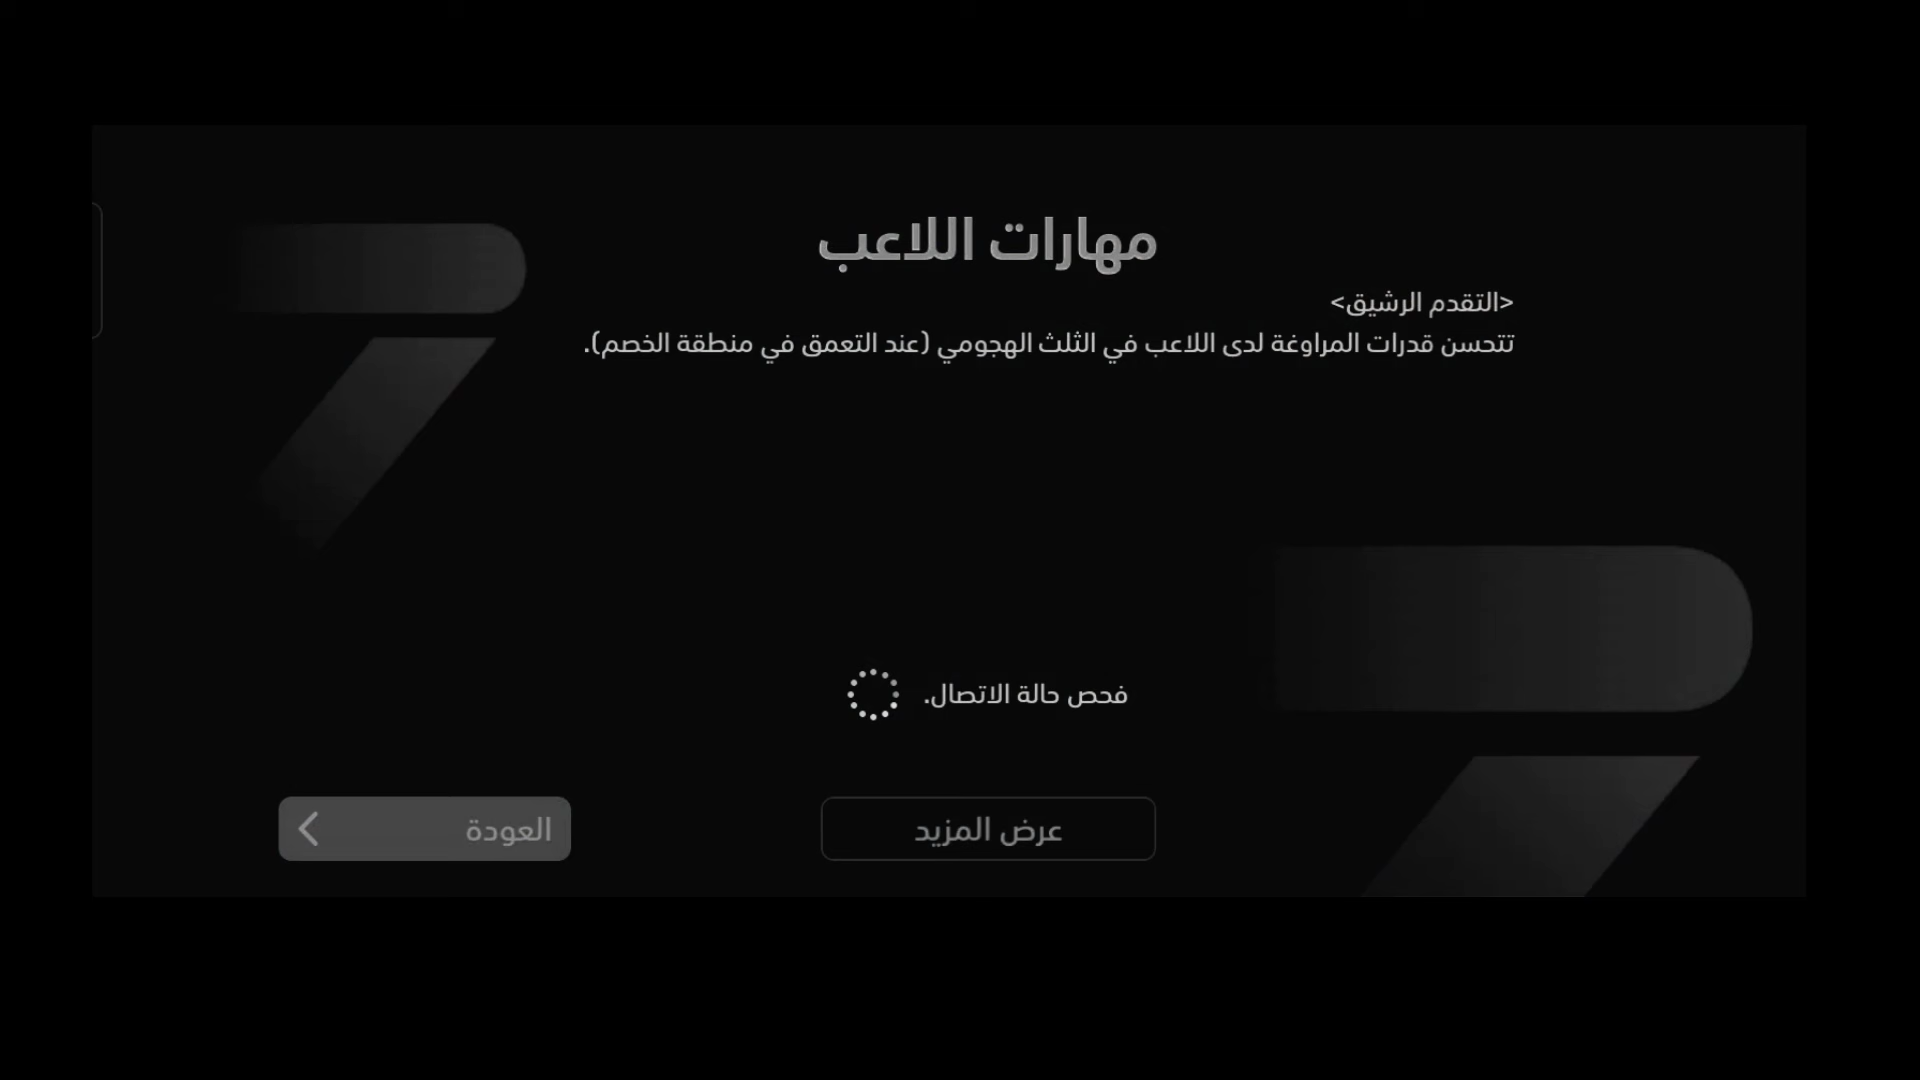 مهارات اللاعب
<التقدم الرشيق>
تتحسن قدرات المراوغة لدى اللاعب في الثلث الهجومي (عند التعمق في منطقة الخصم).
فحص حالة الاتصال.
عرض المزيد
العودة